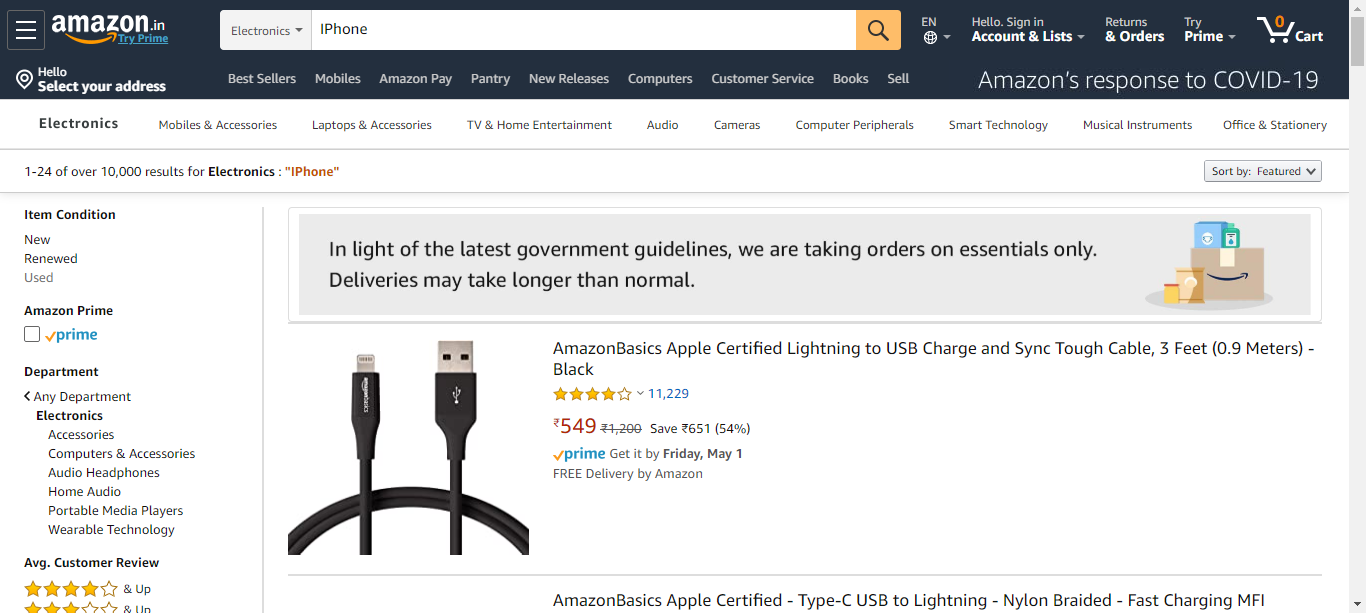 amazon.in
Try Prime
Electronics
IPhone
EN
Hello. Sign in
Account & Lists
Returns
& Orders
Try
Prime
0
Cart
Hello
Select your address
Best Sellers
Mobiles
Amazon Pay
Pantry
New Releases
Computers
Customer Service
Books
Sell
Amazon's response to COVID-19
Electronics
Mobiles & Accessories
Laptops & Accessories
TV & Home Entertainment
Audio
Cameras
Computer Peripherals
Smart Technology
Musical Instruments
Office & Stationery
1-24 of over 10,000 results for Electronics : "IPhone"
Sort by: Featured
Item Condition
New
Renewed
Used
Amazon Prime
prime
Department
Any Department
Electronics
Accessories
Computers & Accessories
Audio Headphones
Home Audio
Portable Media Players
Wearable Technology
Avg. Customer Review
& Up
& Up
In light of the latest government guidelines, we are taking orders on essentials only.
Deliveries may take longer than normal.
amazonbasics
AmazonBasics Apple Certified Lightning to USB Charge and Sync Tough Cable, 3 Feet (0.9 Meters) -
Black
11,229
₹549 ₹1,200 Save ₹651 (54%)
prime Get it by Friday, May 1
FREE Delivery by Amazon
AmazonBasics Apple Certified - Type-C USB to Lightning - Nylon Braided - Fast Charging MFI